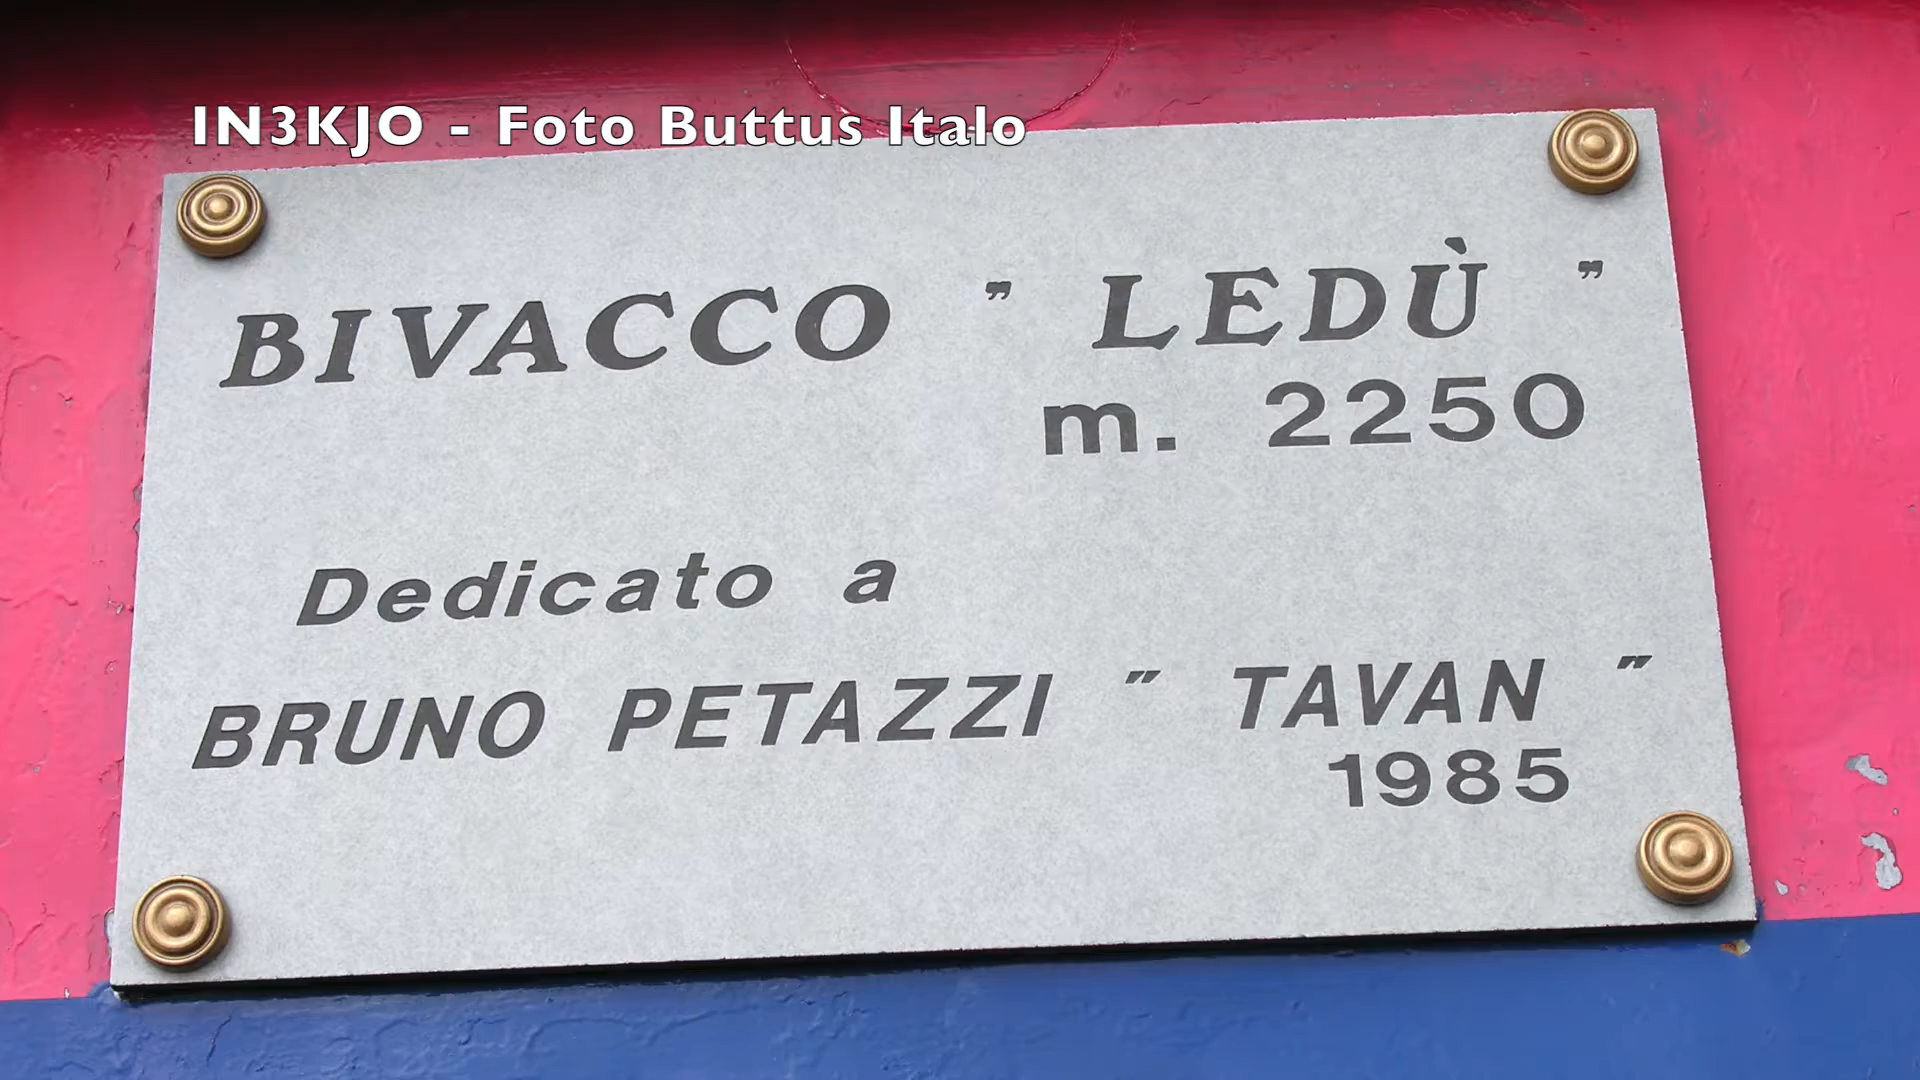 IN3KJO - Foto Buttus Italo
BIVACCO " LEDÙ "
m. 2250
Dedicato a
BRUNO PETAZZI " TAVAN "
1985